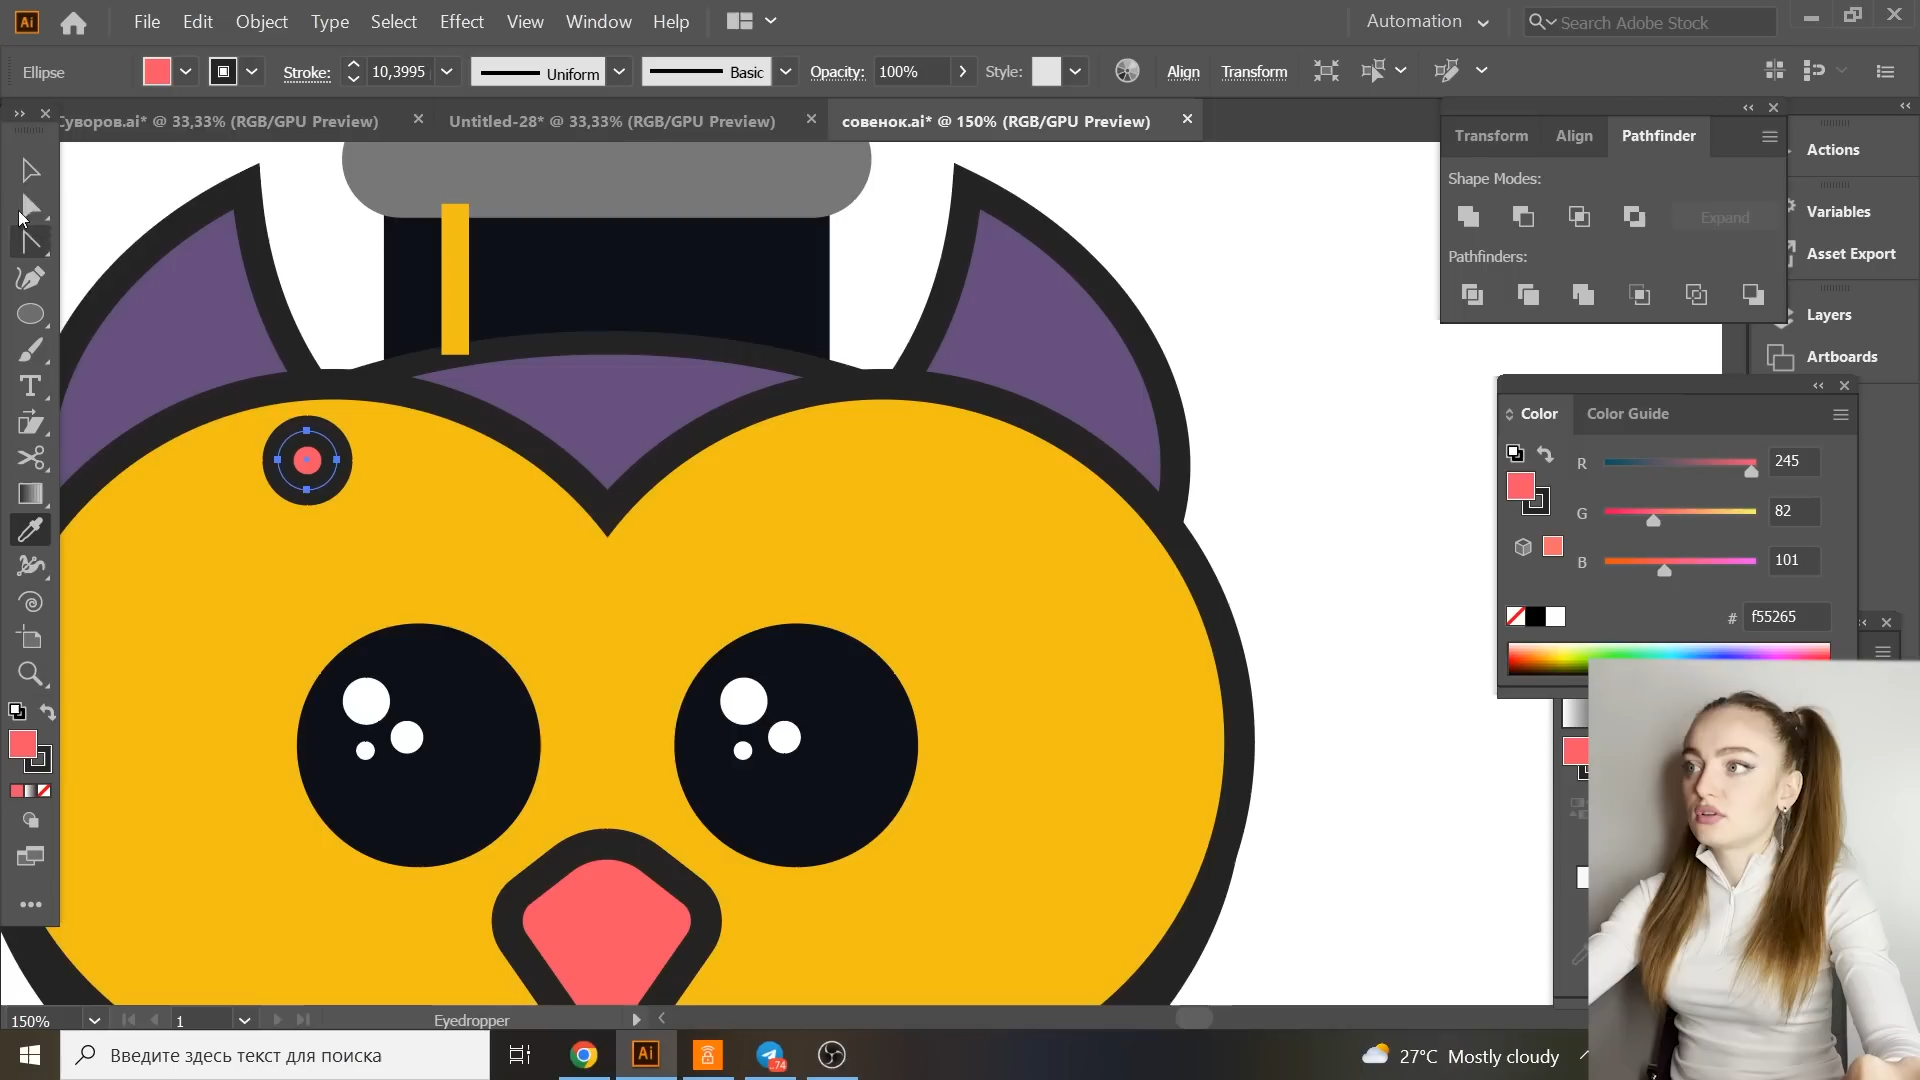 Ai File Edit Object Type Select Effect View Window Help Automation Search Adobe Stock
Ellipse Stroke: 10,3995 Uniform Basic Opacity: 100% Style: Align Transform
Суворов.ai* @ 33,33% (RGB/GPU Preview) Untitled-28* @ 33,33% (RGB/GPU Preview) совенок.ai* @ 150% (RGB/GPU Preview)
Transform Align Pathfinder
Shape Modes:
Expand
Pathfinders:
Actions
Variables
Asset Export
Layers
Artboards
Color Color Guide
R 245
G 82
B 101
# f55265
150% 1 Eyedropper
Введите здесь текст для поиска Ai 74 27°C Mostly cloudy